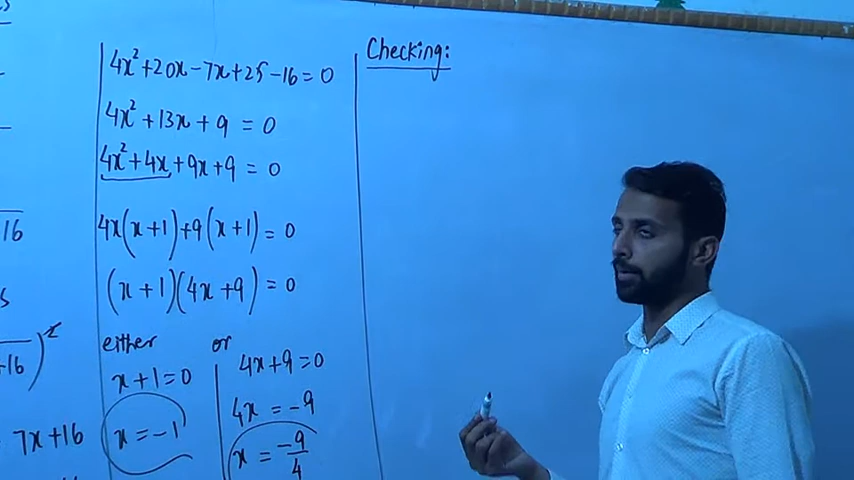 s
16
s
+16)²
7x+16
4x²+20x-7x+25-16=0
4x²+13x+9=0
4x²+4x+9x+9=0
4x(x+1)+9(x+1)=0
(x+1)(4x+9)=0
either or
x+1=0 4x+9=0
x=-1 4x=-9
x=-9/4
Checking: